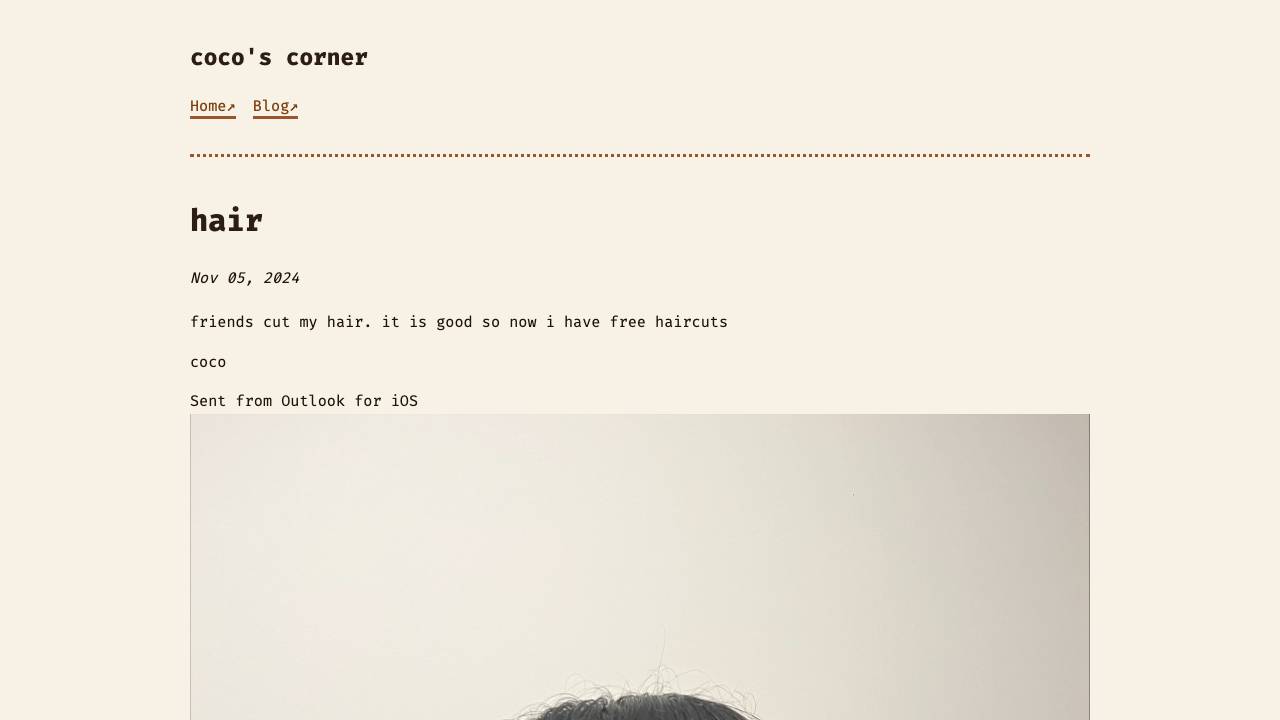 coco's corner
Home↗ Blog↗
hair
Nov 05, 2024
friends cut my hair. it is good so now i have free haircuts
coco
Sent from Outlook for iOS